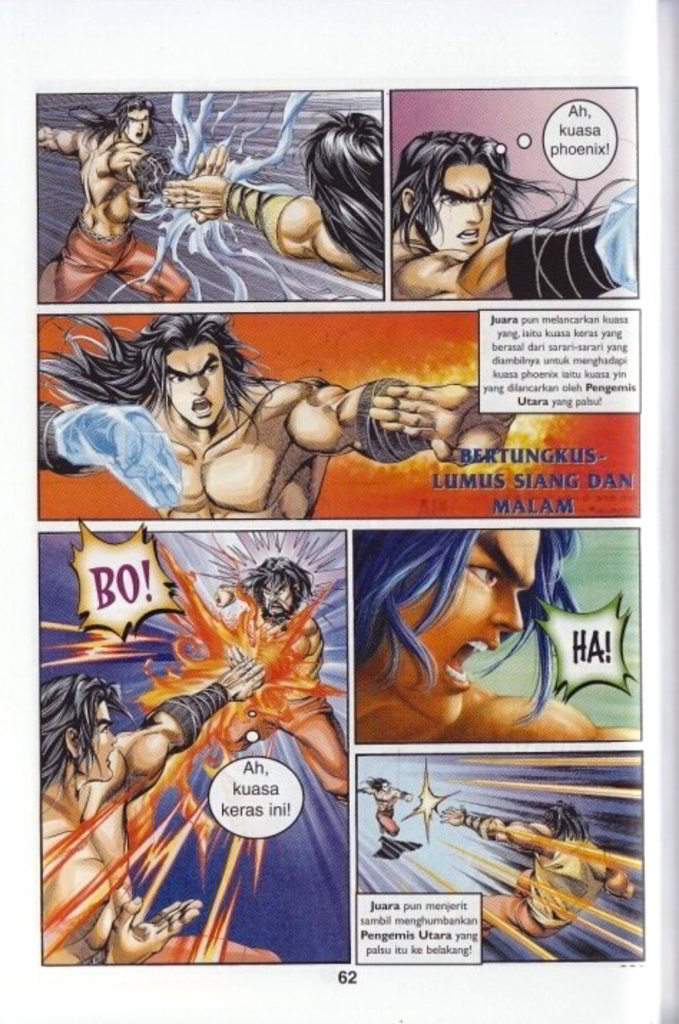 Ah,
kuasa
phoenix!
Juara pun melancarkan kuasa
yang, iaitu kuasa keras yang
berasal dari sarari-sarari yang
diambilnya untuk menghadapi
kuasa phoenix iaitu kuasa yin
yang dilancarkan oleh Pengemis
Utara yang palsu!
BERTUNGKUS-
LUMUS SIANG DAN
MALAM
BO!
HA!
Ah,
kuasa
keras ini!
Juara pun menjerit
sambil menghumbankan
Pengemis Utara yang
palsu itu ke belakang!
62